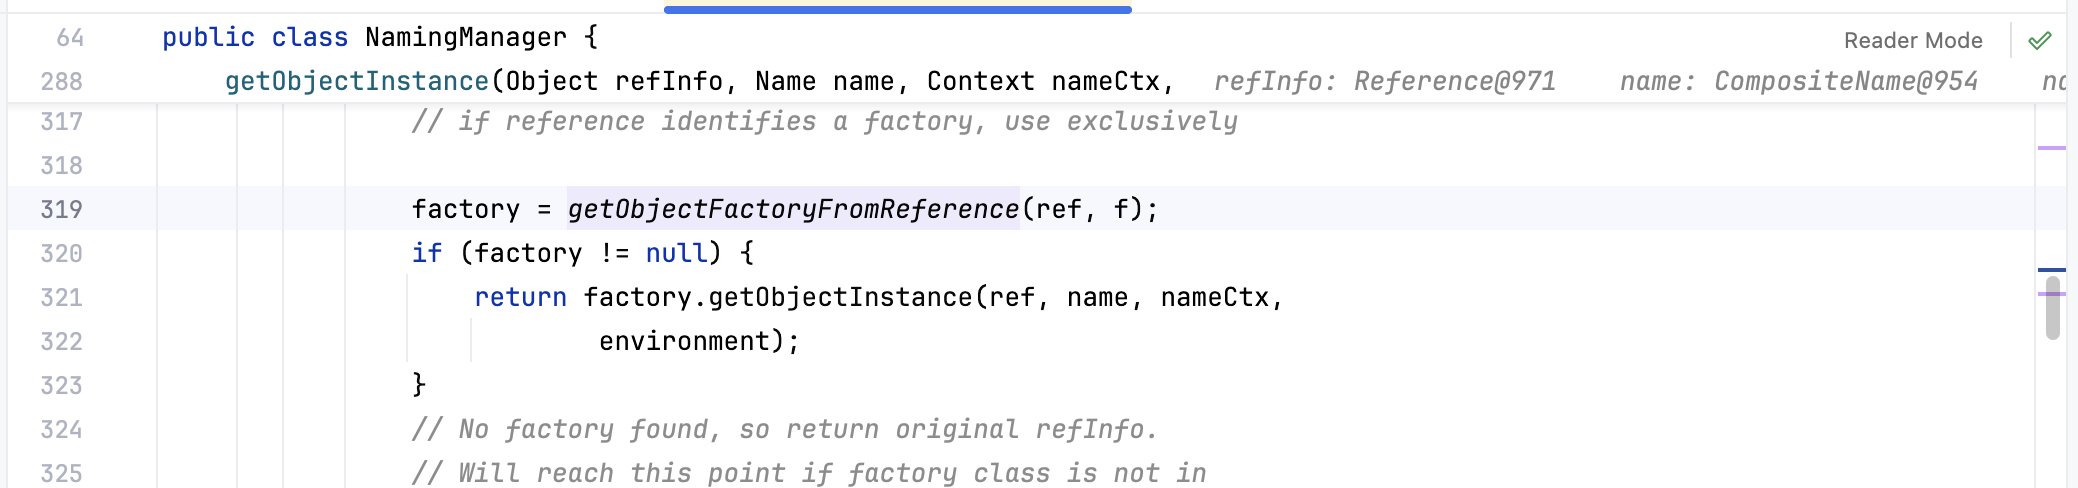 64 public class NamingManager { Reader Mode
288 getObjectInstance(Object refInfo, Name name, Context nameCtx, refInfo: Reference@971 name: CompositeName@954 na
317 // if reference identifies a factory, use exclusively
318
319 factory = getObjectFactoryFromReference(ref, f);
320 if (factory != null) {
321 return factory.getObjectInstance(ref, name, nameCtx,
322 environment);
323 }
324 // No factory found, so return original refInfo.
325 // Will reach this point if factory class is not in